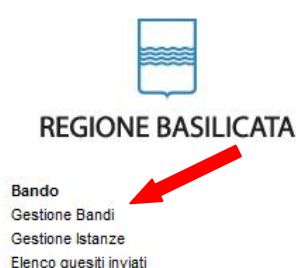 REGIONE BASILICATA
Bando
Gestione Bandi
Gestione Istanze
Elenco quesiti inviati